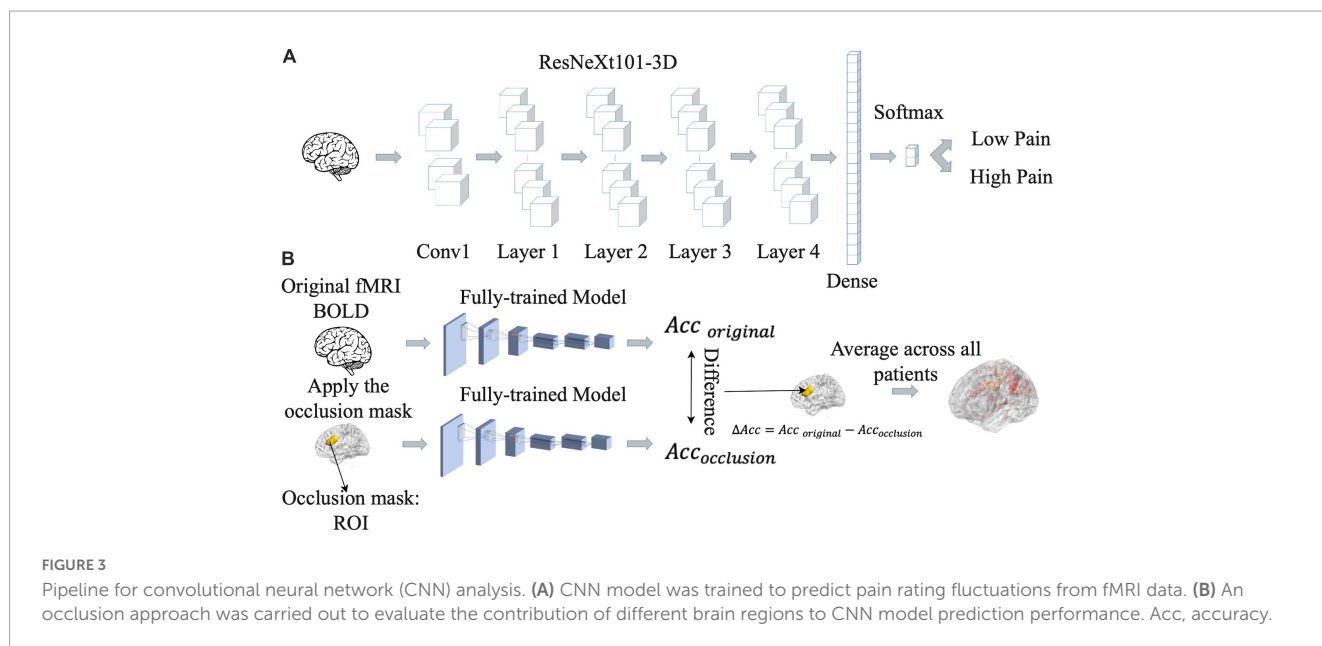 A
ResNeXt101-3D
Softmax
Low Pain
High Pain
Conv1
Layer 1
Layer 2
Layer 3
Layer 4
Dense
B
Original fMRI
BOLD
Fully-trained Model
Acc original
Apply the
occlusion mask
Fully-trained Model
Difference
Acc occlusion
ΔAcc = Acc original − Acc occlusion
Average across all
patients
Occlusion mask:
ROI
FIGURE 3
Pipeline for convolutional neural network (CNN) analysis. (A) CNN model was trained to predict pain rating fluctuations from fMRI data. (B) An
occlusion approach was carried out to evaluate the contribution of different brain regions to CNN model prediction performance. Acc, accuracy.